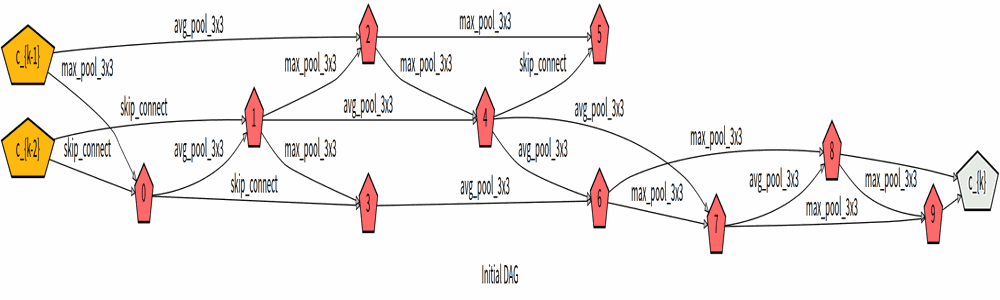 2
5
avg_pool_3x3
max_pool_3x3
c_{k-1}
max_pool_3x3
max_pool_3x3
max_pool_3x3
skip_connect
skip_connect
avg_pool_3x3
avg_pool_3x3
1
4
c_{k-2}
skip_connect
avg_pool_3x3
max_pool_3x3
avg_pool_3x3
max_pool_3x3
8
0
skip_connect
3
avg_pool_3x3
6
max_pool_3x3
avg_pool_3x3
max_pool_3x3
c_{k}
7
max_pool_3x3
9
Initial DAG